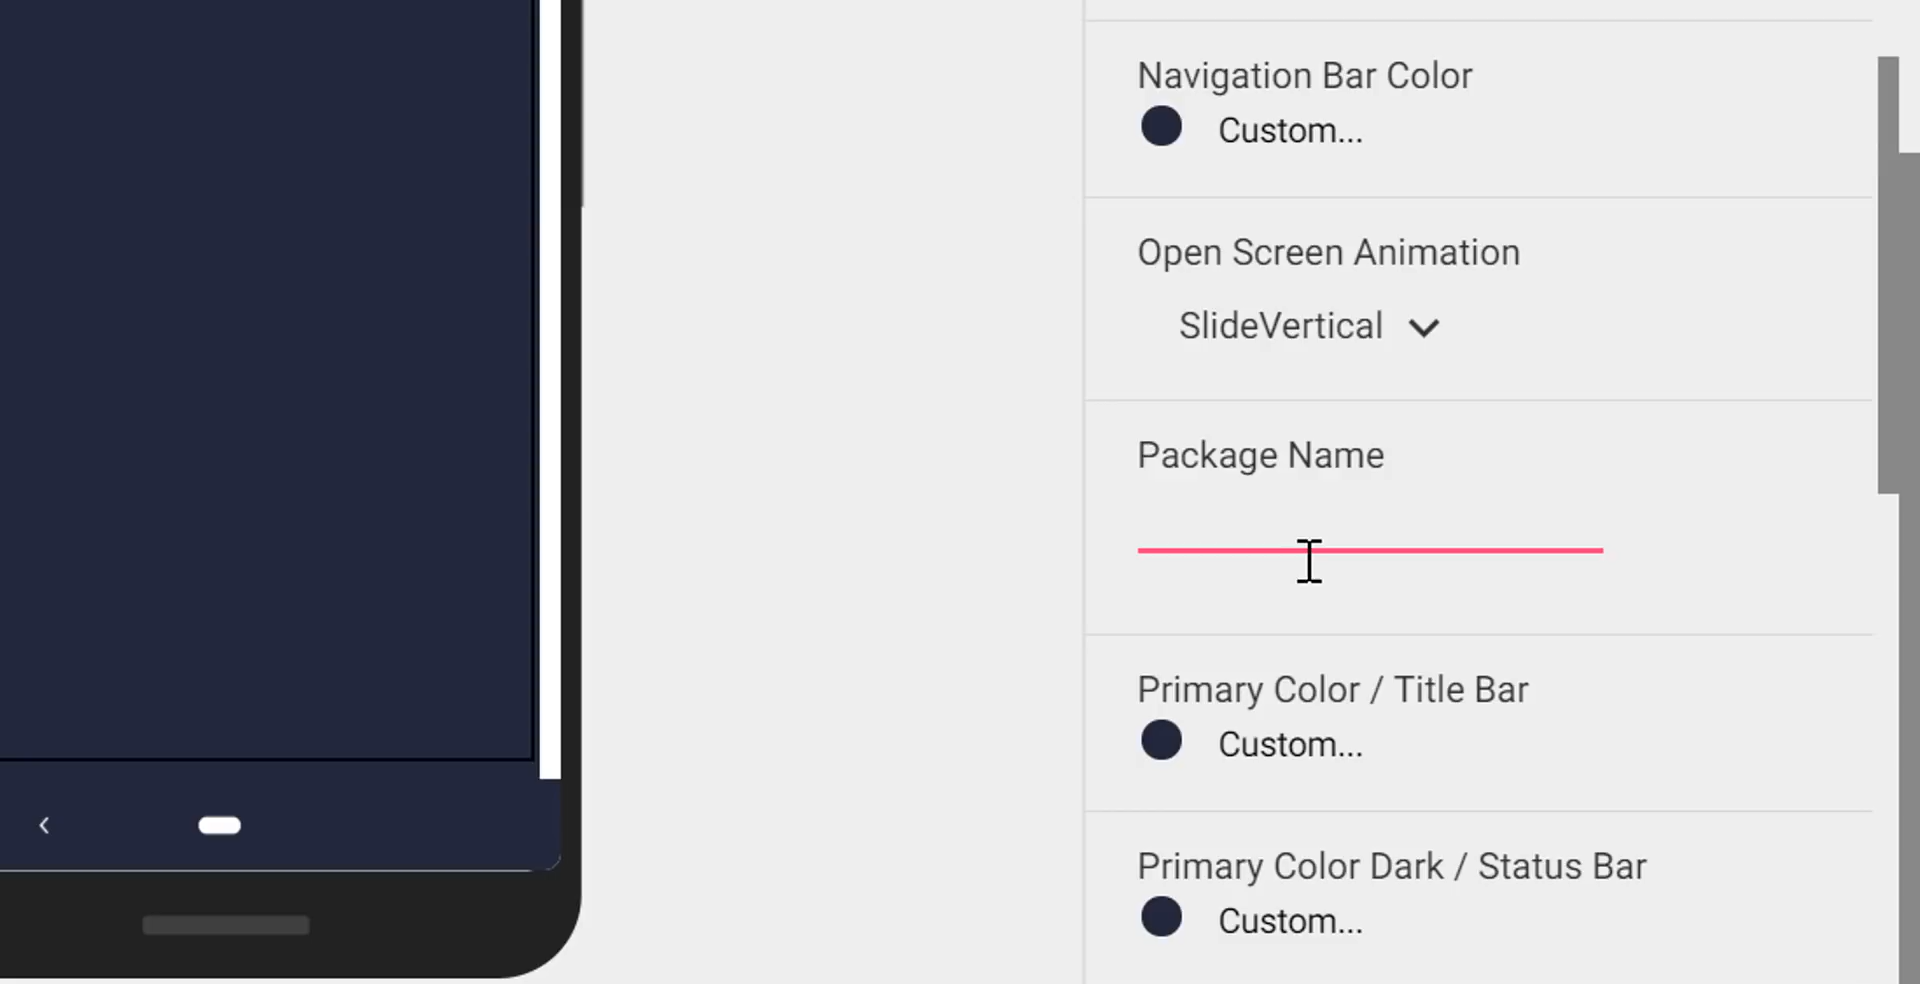 Navigation Bar Color
Custom...
Open Screen Animation
SlideVertical
Package Name
Primary Color / Title Bar
Custom...
Primary Color Dark / Status Bar
Custom...